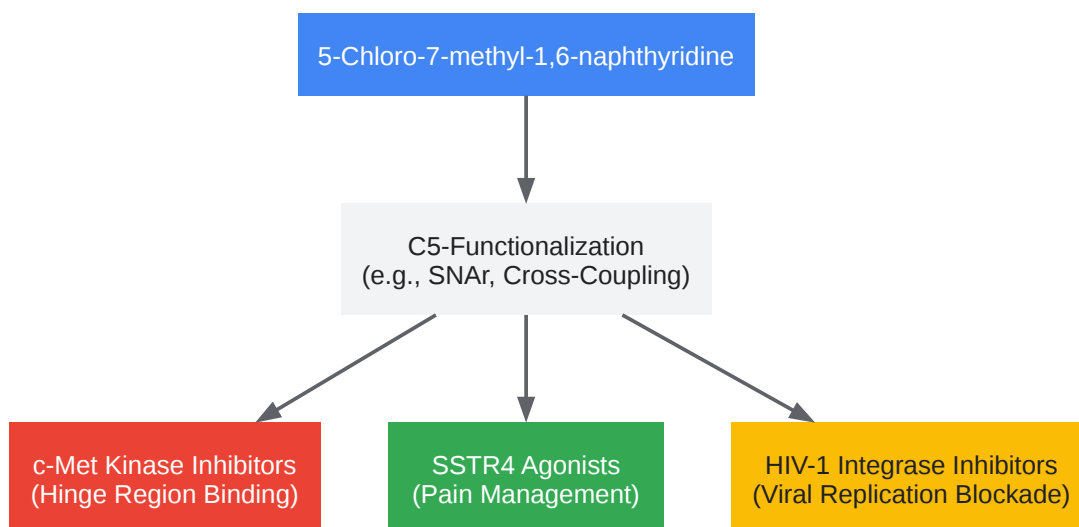 5-Chloro-7-methyl-1,6-naphthyridine
C5-Functionalization
(e.g., SNAr, Cross-Coupling)
c-Met Kinase Inhibitors
(Hinge Region Binding)
SSTR4 Agonists
(Pain Management)
HIV-1 Integrase Inhibitors
(Viral Replication Blockade)